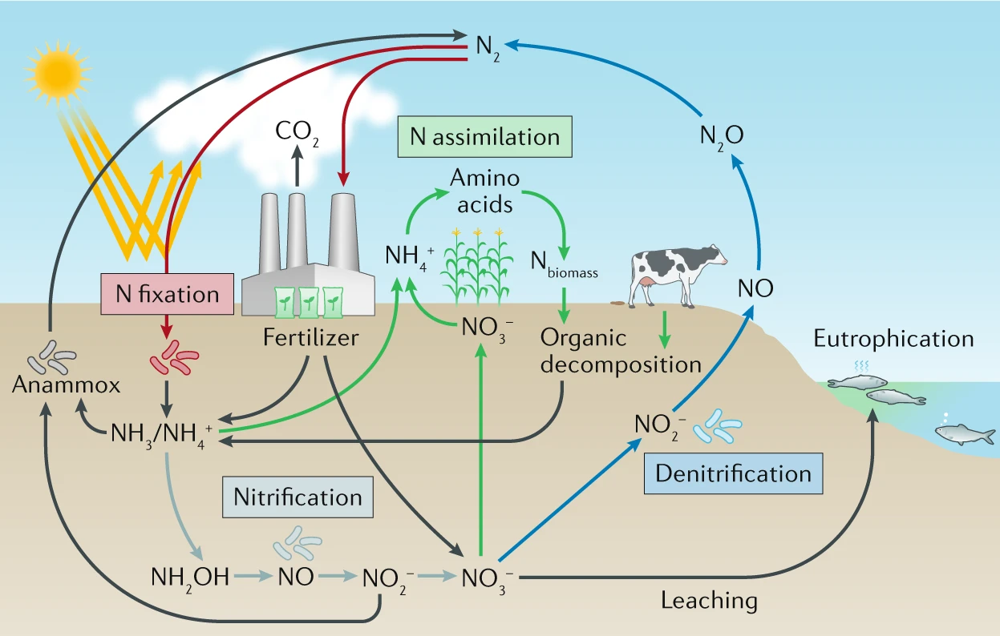 N₂
CO₂
N assimilation
N₂O
Amino
acids
NH₄⁺
N biomass
N fixation
NO
NO₃⁻
Fertilizer
Organic
decomposition
Eutrophication
Anammox
NH₃/NH₄⁺
NO₂⁻
Denitrification
Nitrification
NH₂OH
NO
NO₂⁻
NO₃⁻
Leaching